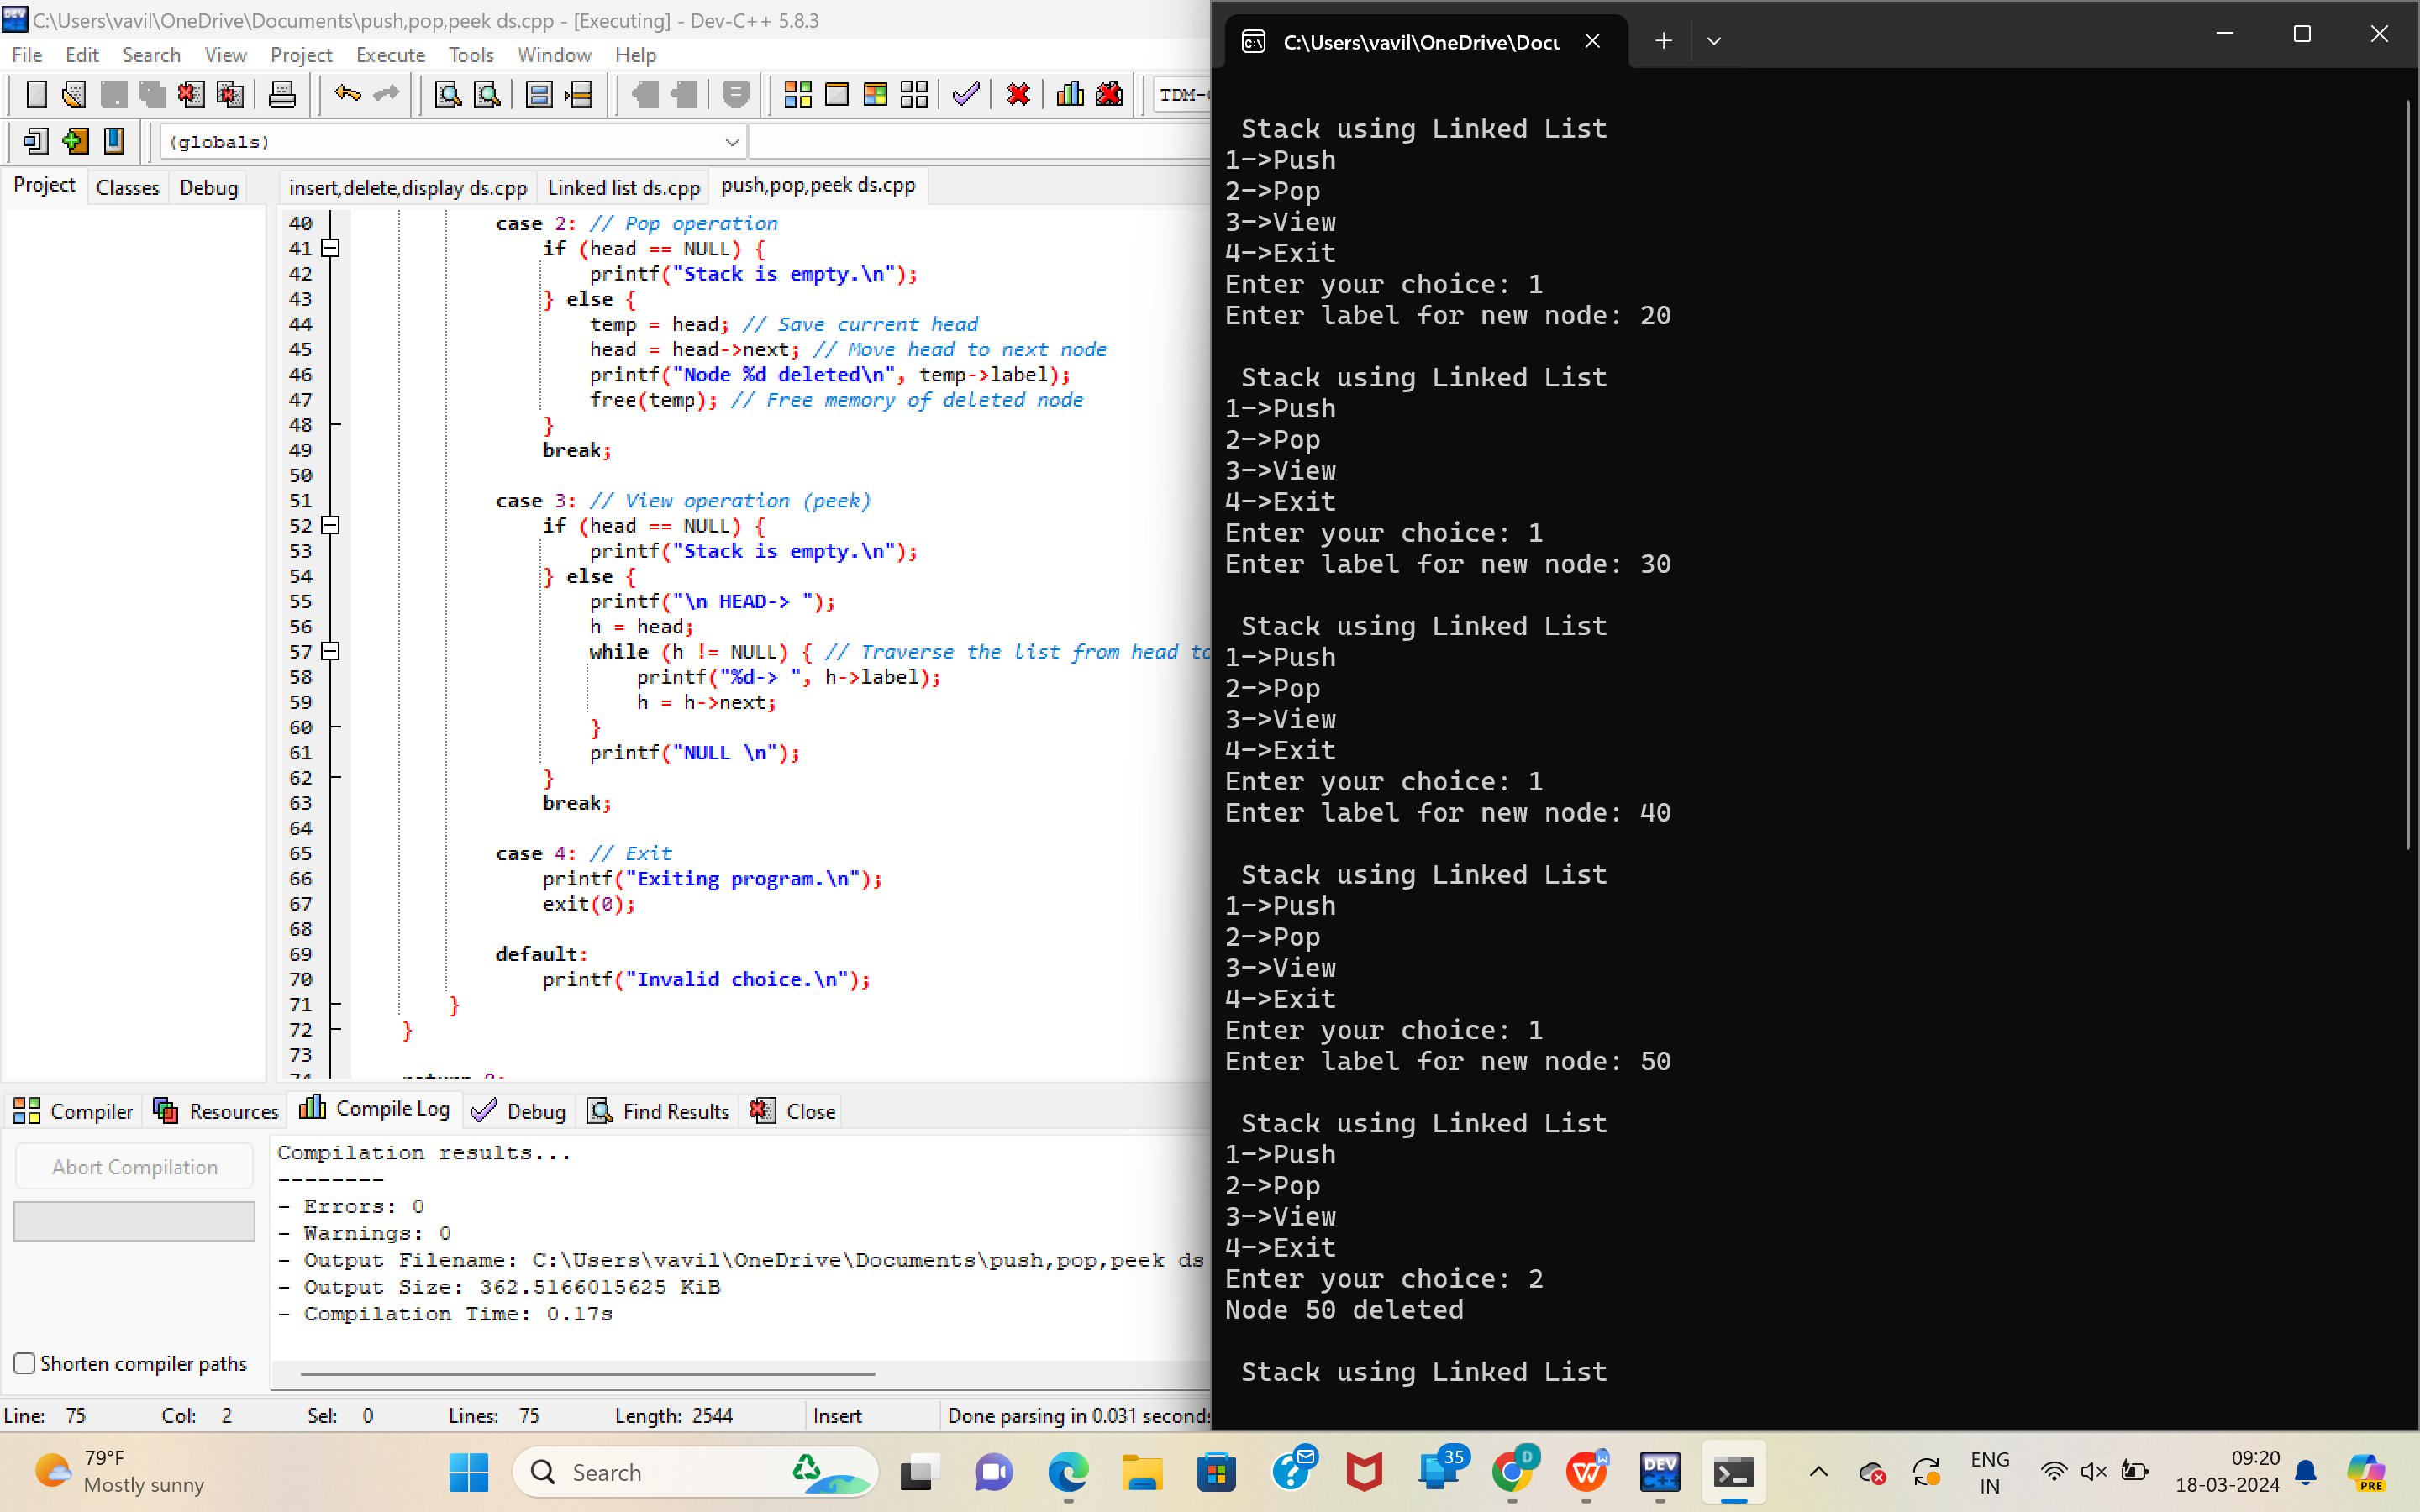 C:\Users\vavil\OneDrive\Documents\push,pop,peek ds.cpp - [Executing] - Dev-C++ 5.8.3
File Edit Search View Project Execute Tools Window Help
TDM-
(globals)
Project Classes Debug
insert,delete,display ds.cpp Linked list ds.cpp push,pop,peek ds.cpp
40 case 2: // Pop operation
41 if (head == NULL) {
42 printf("Stack is empty.\n");
43 } else {
44 temp = head; // Save current head
45 head = head->next; // Move head to next node
46 printf("Node %d deleted\n", temp->label);
47 free(temp); // Free memory of deleted node
48 }
49 break;
50
51 case 3: // View operation (peek)
52 if (head == NULL) {
53 printf("Stack is empty.\n");
54 } else {
55 printf("\n HEAD-> ");
56 h = head;
57 while (h != NULL) { // Traverse the list from head to
58 printf("%d-> ", h->label);
59 h = h->next;
60 }
61 printf("NULL \n");
62 }
63 break;
64
65 case 4: // Exit
66 printf("Exiting program.\n");
67 exit(0);
68
69 default:
70 printf("Invalid choice.\n");
71 }
72 }
73
Compiler Resources Compile Log Debug Find Results Close
Abort Compilation
Shorten compiler paths
Compilation results...
--------
- Errors: 0
- Warnings: 0
- Output Filename: C:\Users\vavil\OneDrive\Documents\push,pop,peek ds
- Output Size: 362.5166015625 KiB
- Compilation Time: 0.17s
Line: 75 Col: 2 Sel: 0 Lines: 75 Length: 2544 Insert Done parsing in 0.031 seconds
C:\Users\vavil\OneDrive\Docu
Stack using Linked List
1->Push
2->Pop
3->View
4->Exit
Enter your choice: 1
Enter label for new node: 20
Stack using Linked List
1->Push
2->Pop
3->View
4->Exit
Enter your choice: 1
Enter label for new node: 30
Stack using Linked List
1->Push
2->Pop
3->View
4->Exit
Enter your choice: 1
Enter label for new node: 40
Stack using Linked List
1->Push
2->Pop
3->View
4->Exit
Enter your choice: 1
Enter label for new node: 50
Stack using Linked List
1->Push
2->Pop
3->View
4->Exit
Enter your choice: 2
Node 50 deleted
Stack using Linked List
79°F
Mostly sunny
Search
35
D
DEV
C++
ENG
IN
09:20
18-03-2024
PRE